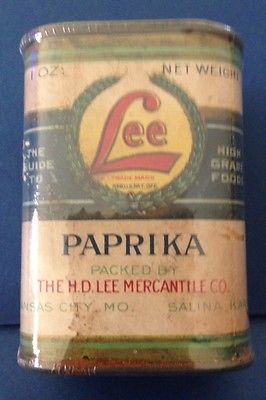 1 OZ. NET WEIGHT
Lee
TRADE MARK
THE GUIDE TO
HIGH GRADE FOODS
PAPRIKA
PACKED BY
THE H.D. LEE MERCANTILE CO.
KANSAS CITY, MO. SALINA, KA